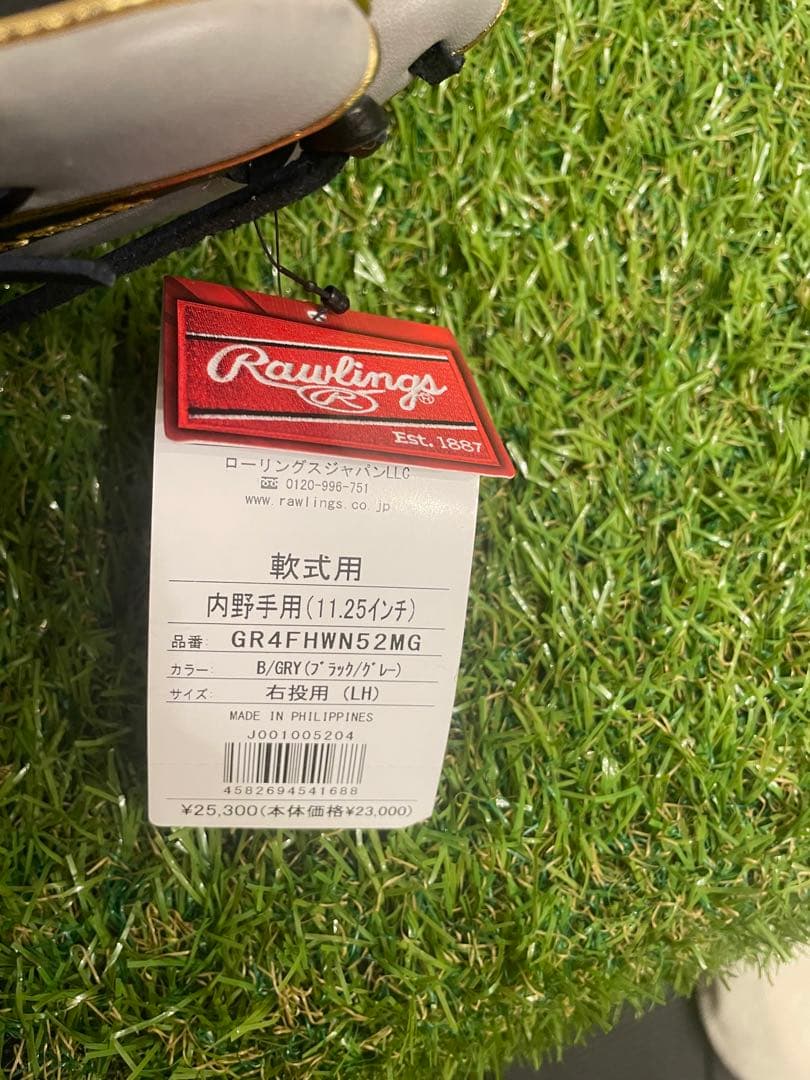 Rawlings®
R
Est. 1887
ローリングスジャパンLLC
0120-996-751
www.rawlings.co.jp
軟式用
内野手用(11.25インチ)
品番: GR4FHWN52MG
カラー: B/GRY(ﾌﾞﾗｯｸ/ｸﾞﾚｰ)
サイズ: 右投用 (LH)
MADE IN PHILIPPINES
J001005204
4582694541688
¥25,300(本体価格¥23,000)